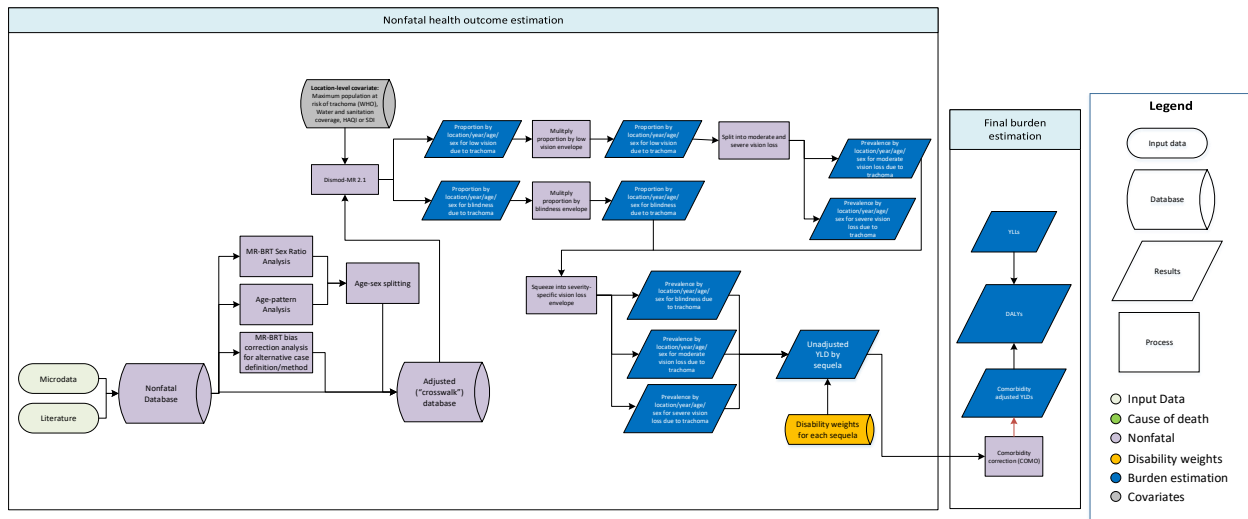 Nonfatal health outcome estimation
Location-level covariate:
Maximum population at
risk of trachoma (WHO),
Water and sanitation
coverage, HAQI or SDI
Dismod-MR 2.1
Proportion by
location/year/age/
sex for low vision
due to trachoma
Mulitply
proportion by low
vision envelope
Proportion by
location/year/age/
sex for low vision
due to trachoma
Split into moderate and
severe vision loss
Prevalence by
location/year/age/
sex for moderate
vision loss due to
trachoma
Proportion by
location/year/age/
sex for blindness
due to trachoma
Mulitply
proportion by
blindness envelope
Proportion by
location/year/age/
sex for blindness
due to trachoma
Prevalence by
location/year/age/
sex for severe vision
loss due to trachoma
MR-BRT Sex Ratio
Analysis
Age-pattern
Analysis
MR-BRT bias
correction analysis
for alternative case
definition/method
Age-sex splitting
Microdata
Literature
Nonfatal
Database
Adjusted
(“crosswalk”)
database
Squeeze into severity-
specific vision loss
envelope
Prevalence by
location/year/age/
sex for blindness due
to trachoma
Prevalence by
location/year/age/
sex for moderate
vision loss due to
trachoma
Prevalence by
location/year/age/
sex for severe vision
loss due to trachoma
Unadjusted
YLD by
sequela
Disability weights
for each sequela
Final burden
estimation
YLLs
DALYs
Comorbidity
adjusted YLDs
Comorbidity
correction (COMO)
Legend
Input data
Database
Results
Process
Input Data
Cause of death
Nonfatal
Disability weights
Burden estimation
Covariates